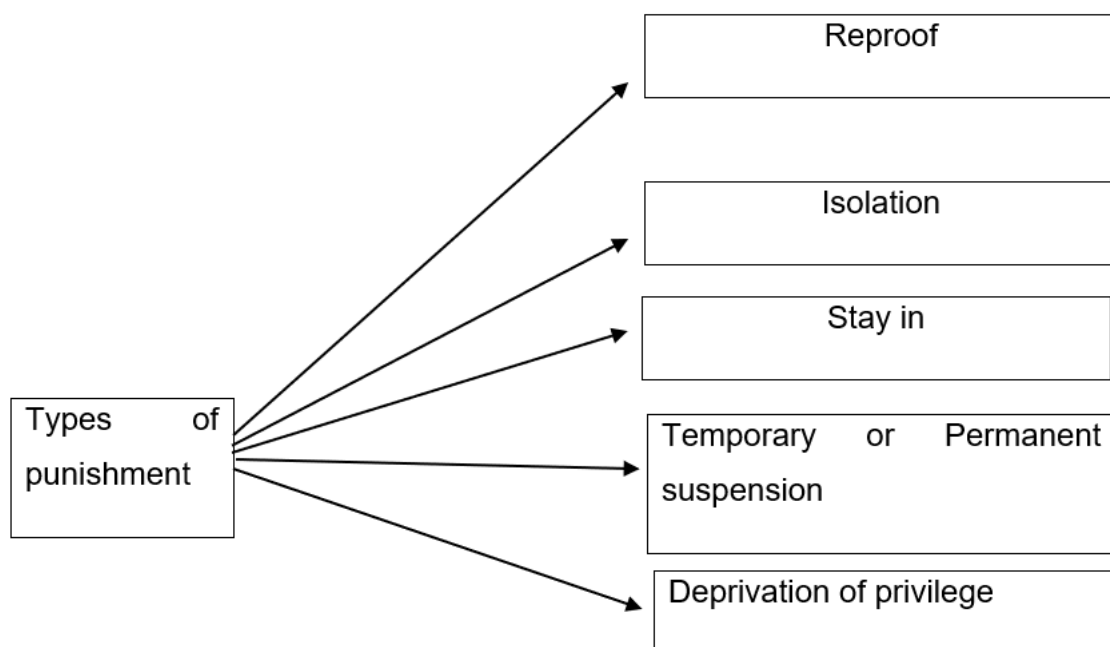 Reproof
Isolation
Stay in
Types of
punishment
Temporary or Permanent
suspension
Deprivation of privilege